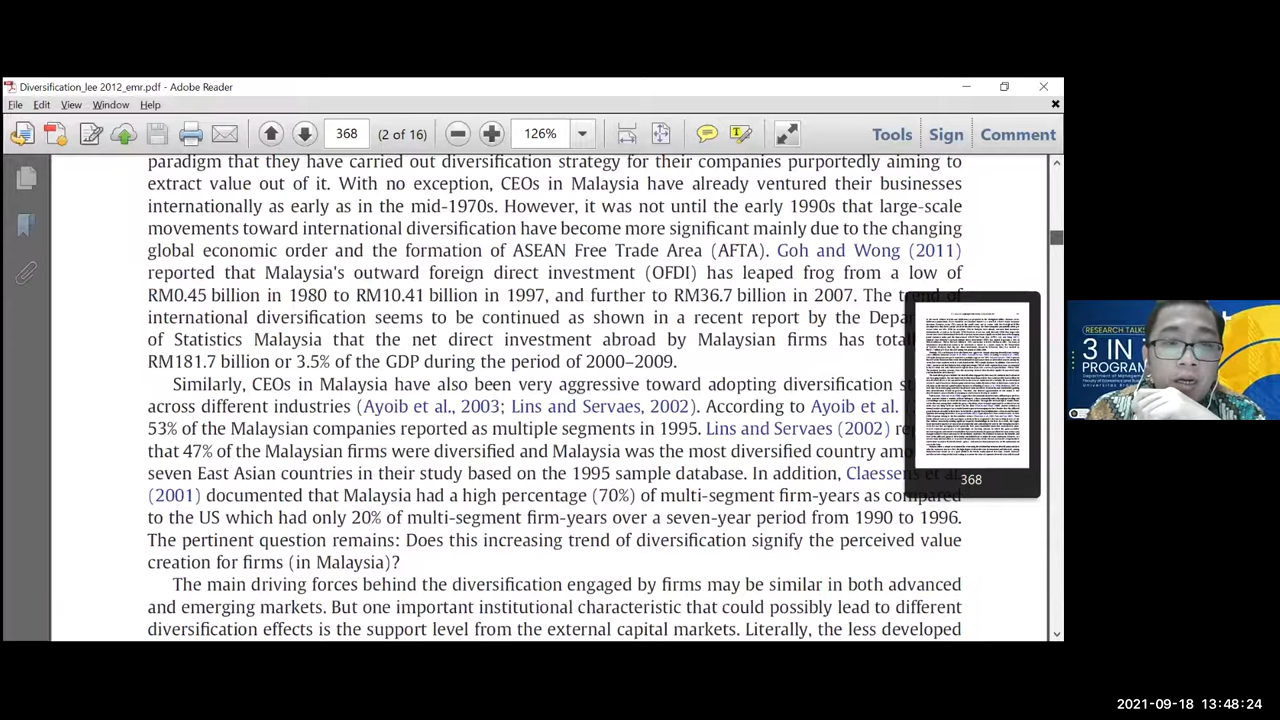 Diversification_lee 2012_emr.pdf - Adobe Reader
File Edit View Window Help
368 (2 of 16) 126% Tools Sign Comment
paradigm that they have carried out diversification strategy for their companies purportedly aiming to
extract value out of it. With no exception, CEOs in Malaysia have already ventured their businesses
internationally as early as in the mid-1970s. However, it was not until the early 1990s that large-scale
movements toward international diversification have become more significant mainly due to the changing
global economic order and the formation of ASEAN Free Trade Area (AFTA). Goh and Wong (2011)
reported that Malaysia's outward foreign direct investment (OFDI) has leaped frog from a low of
RM0.45 billion in 1980 to RM10.41 billion in 1997, and further to RM36.7 billion in 2007. The trend of
international diversification seems to be continued as shown in a recent report by the
of Statistics Malaysia that the net direct investment abroad by Malaysian firms has
RM181.7 billion or 3.5% of the GDP during the period of 2000–2009.
Similarly, CEOs in Malaysia have also been very aggressive toward adopting diversification
across different industries (Ayoib et al., 2003; Lins and Servaes, 2002). According to Ayoib et al.
53% of the Malaysian companies reported as multiple segments in 1995. Lins and Servaes (2002)
that 47% of the Malaysian firms were diversified and Malaysia was the most diversified country
seven East Asian countries in their study based on the 1995 sample database. In addition, Claessens et al.
(2001) documented that Malaysia had a high percentage (70%) of multi-segment firm-years as compared
to the US which had only 20% of multi-segment firm-years over a seven-year period from 1990 to 1996.
The pertinent question remains: Does this increasing trend of diversification signify the perceived value
creation for firms (in Malaysia)?
The main driving forces behind the diversification engaged by firms may be similar in both advanced
and emerging markets. But one important institutional characteristic that could possibly lead to different
diversification effects is the support level from the external capital markets. Literally, the less developed
368
RESEARCH TALKS
3 IN
PROGRAM
2021-09-18 13:48:24